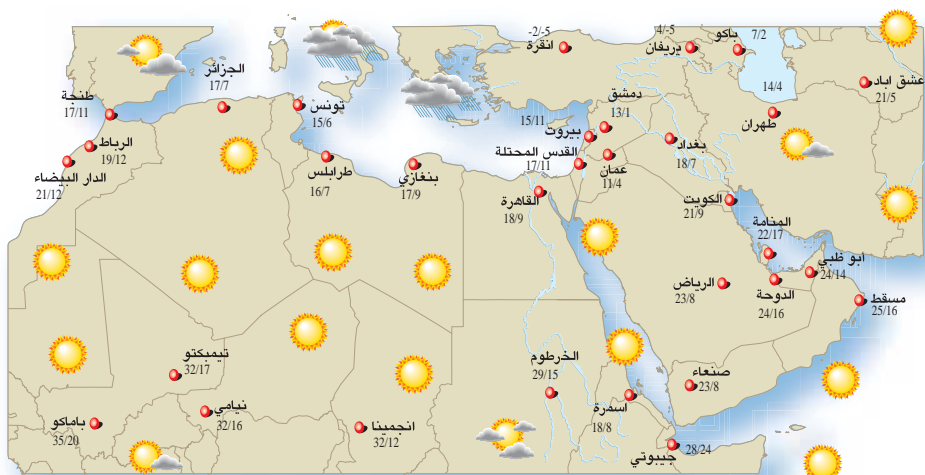 -2/-5
انقرة
4/-5
يريفان
باكو
7/2
عشق اباد
21/5
14/4
طهران
الجزائر
17/7
طنجة
17/11
تونس
15/6
دمشق
13/1
15/11
بيروت
بغداد
18/7
الرباط
19/12
القدس المحتلة
17/11
عمان
11/4
الدار البيضاء
21/12
طرابلس
16/7
بنغازي
17/9
القاهرة
18/9
الكويت
21/9
المنامة
22/17
أبو ظبي
24/14
الرياض
23/8
الدوحة
24/16
مسقط
25/16
تيمبكتو
32/17
الخرطوم
29/15
صنعاء
23/8
باماكو
35/20
نيامي
32/16
انجمينا
32/12
اسمرة
18/8
جيبوتي
28/24